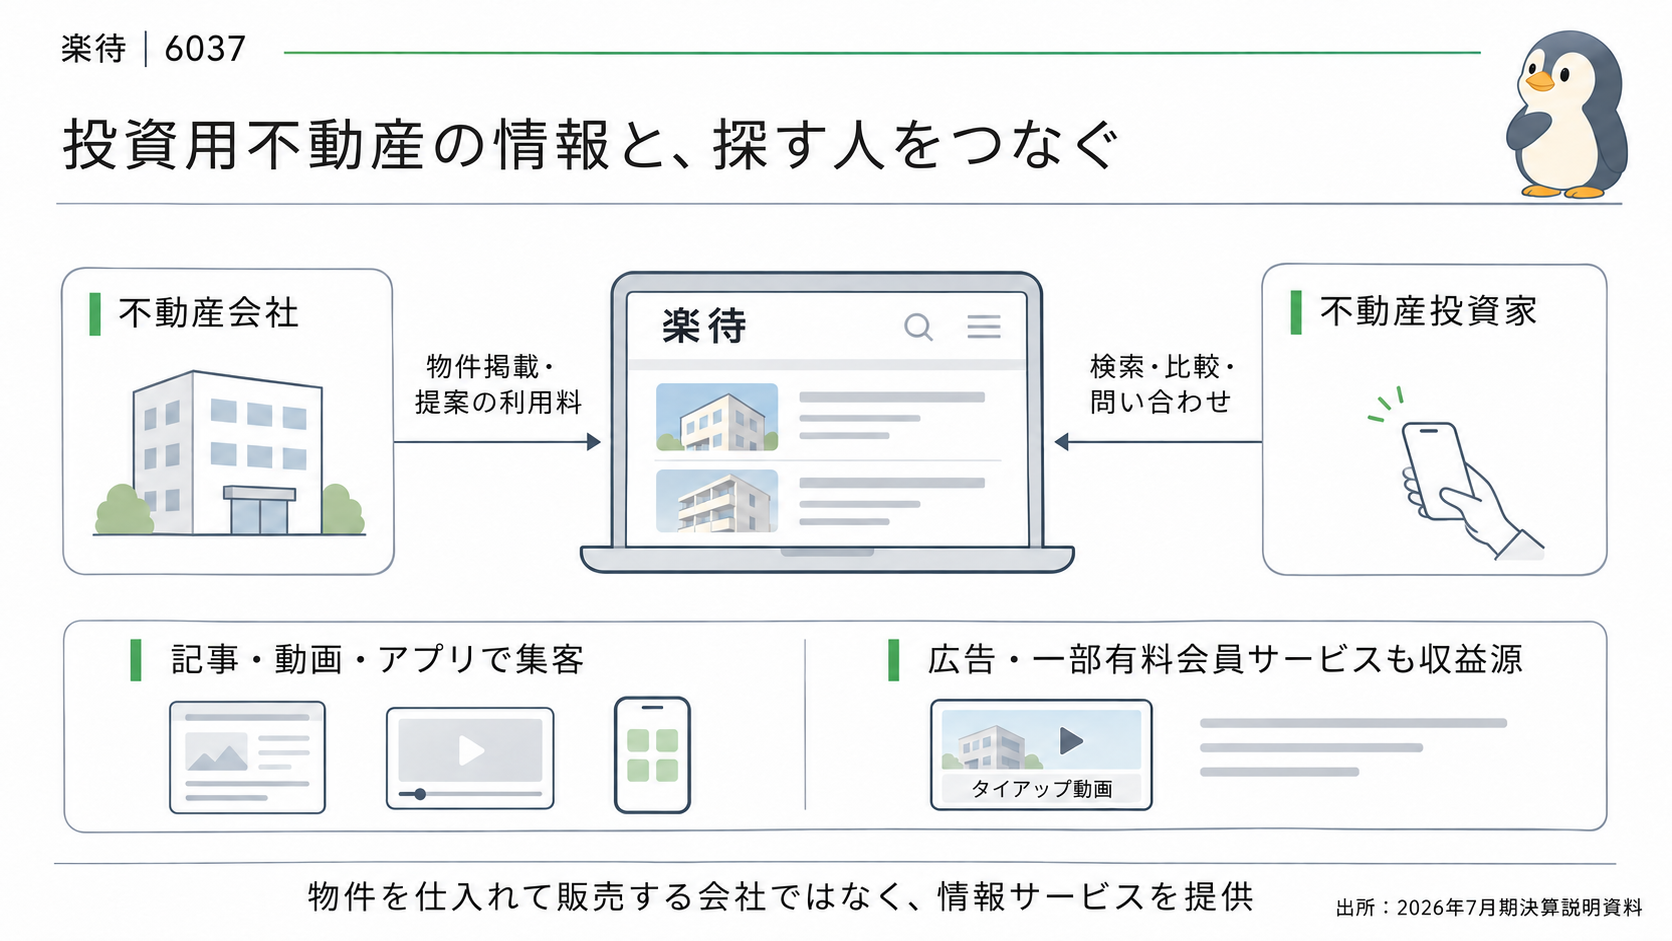 楽待 | 6037
投資用不動産の情報と、探す人をつなぐ
不動産会社
物件掲載・
提案の利用料
楽待
検索・比較・
問い合わせ
不動産投資家
記事・動画・アプリで集客
広告・一部有料会員サービスも収益源
タイアップ動画
物件を仕入れて販売する会社ではなく、情報サービスを提供
出所：2026年7月期決算説明資料